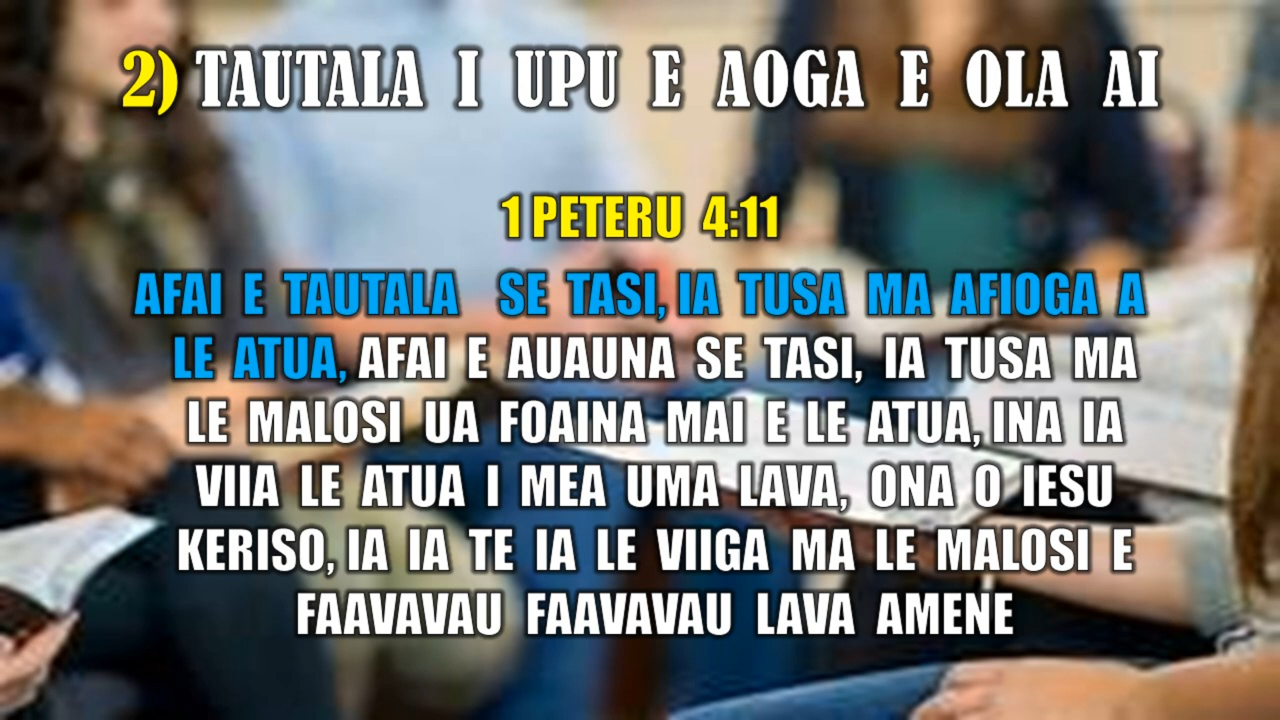 2) TAUTALA I UPU E AOGA E OLA AI
1 PETERU 4:11
AFAI E TAUTALA SE TASI, IA TUSA MA AFIOGA A
LE ATUA, AFAI E AUAUNA SE TASI, IA TUSA MA
LE MALOSI UA FOAINA MAI E LE ATUA, INA IA
VIIA LE ATUA I MEA UMA LAVA, ONA O IESU
KERISO, IA IA TE IA LE VIIGA MA LE MALOSI E
FAAVAVAU FAAVAVAU LAVA AMENE